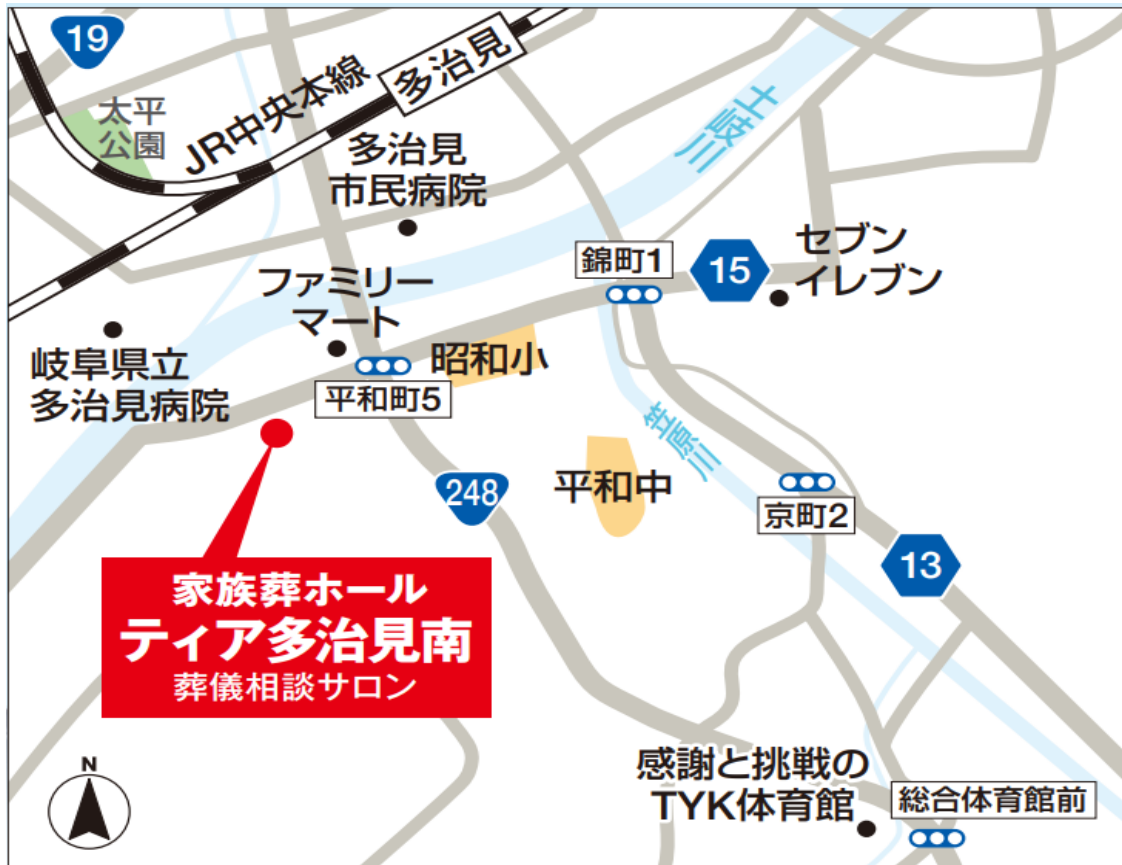 19
太平
公園
JR中央本線
多治見
多治見
市民病院
土岐川
錦町1
15
セブン
イレブン
ファミリー
マート
昭和小
岐阜県立
多治見病院
平和町5
笠原川
248
平和中
京町2
13
家族葬ホール
ティア多治見南
葬儀相談サロン
感謝と挑戦の
TYK体育館
総合体育館前
N